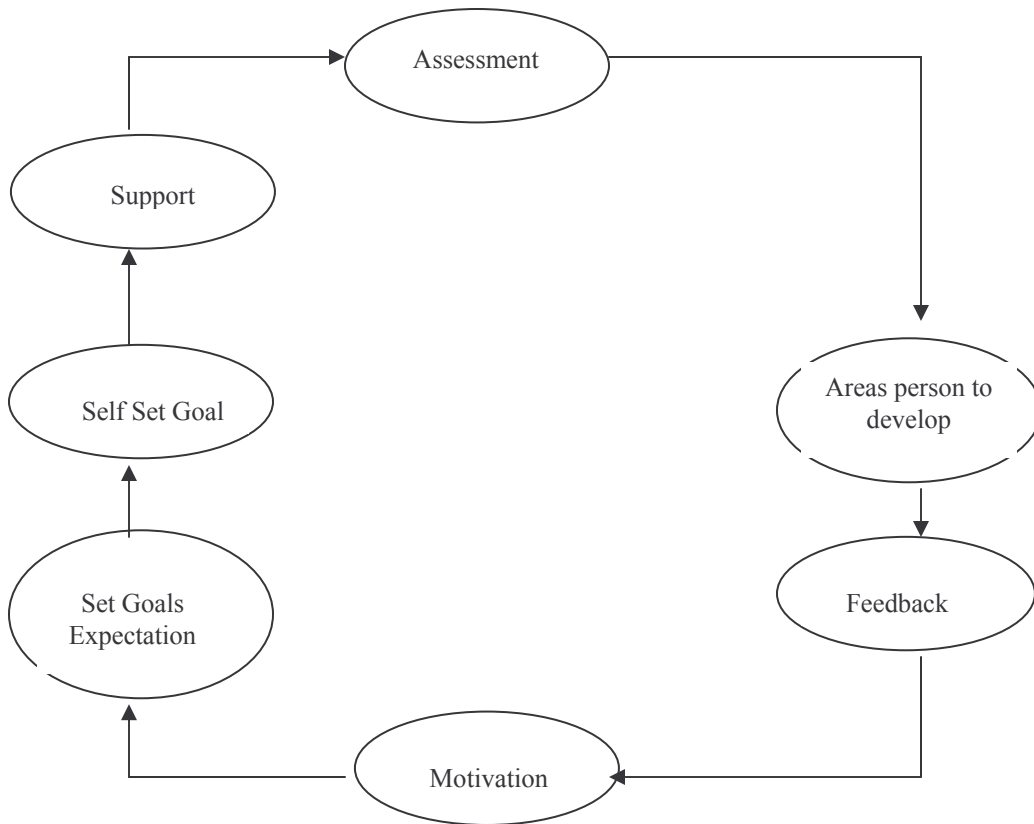 Assessment
Support
Areas person to
develop
Self Set Goal
Set Goals
Expectation
Feedback
Motivation